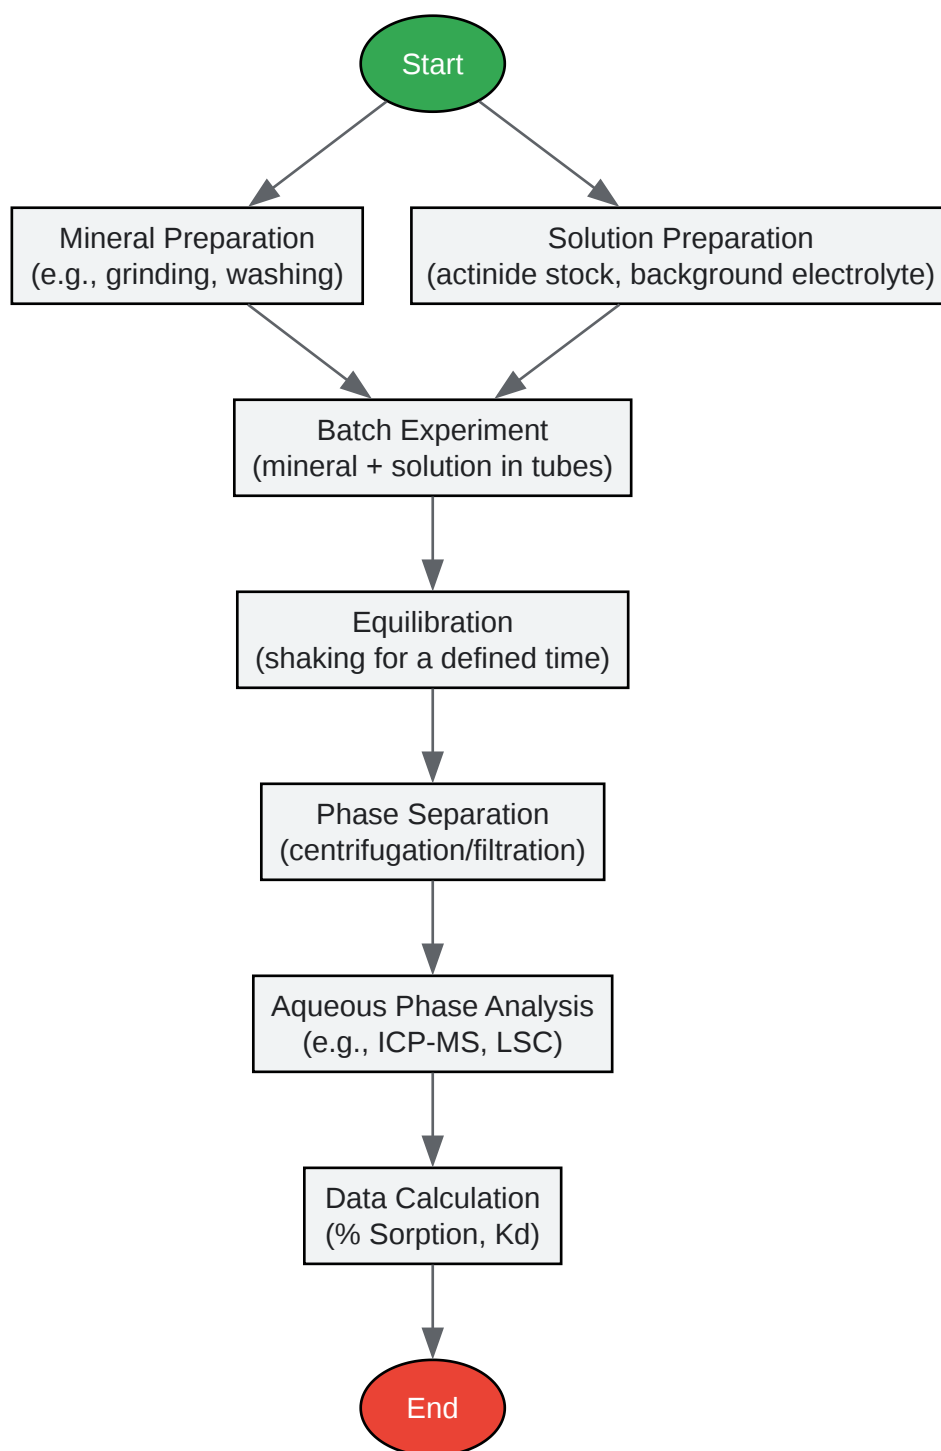 Start
Mineral Preparation
(e.g., grinding, washing)
Solution Preparation
(actinide stock, background electrolyte)
Batch Experiment
(mineral + solution in tubes)
Equilibration
(shaking for a defined time)
Phase Separation
(centrifugation/filtration)
Aqueous Phase Analysis
(e.g., ICP-MS, LSC)
Data Calculation
(% Sorption, Kd)
End